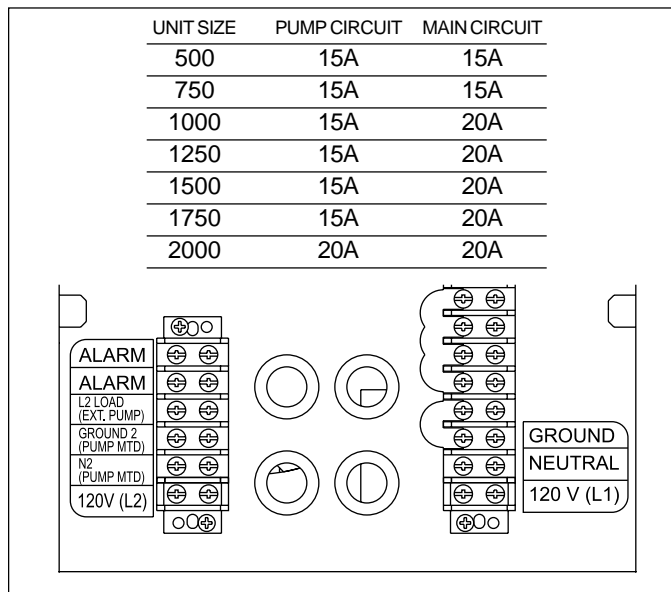 UNIT SIZE PUMP CIRCUIT MAIN CIRCUIT
500 15A 15A
750 15A 15A
1000 15A 20A
1250 15A 20A
1500 15A 20A
1750 15A 20A
2000 20A 20A
ALARM
ALARM
L2 LOAD
(EXT. PUMP)
GROUND 2
(PUMP MTD)
N2
(PUMP MTD)
120V (L2)
GROUND
NEUTRAL
120 V (L1)